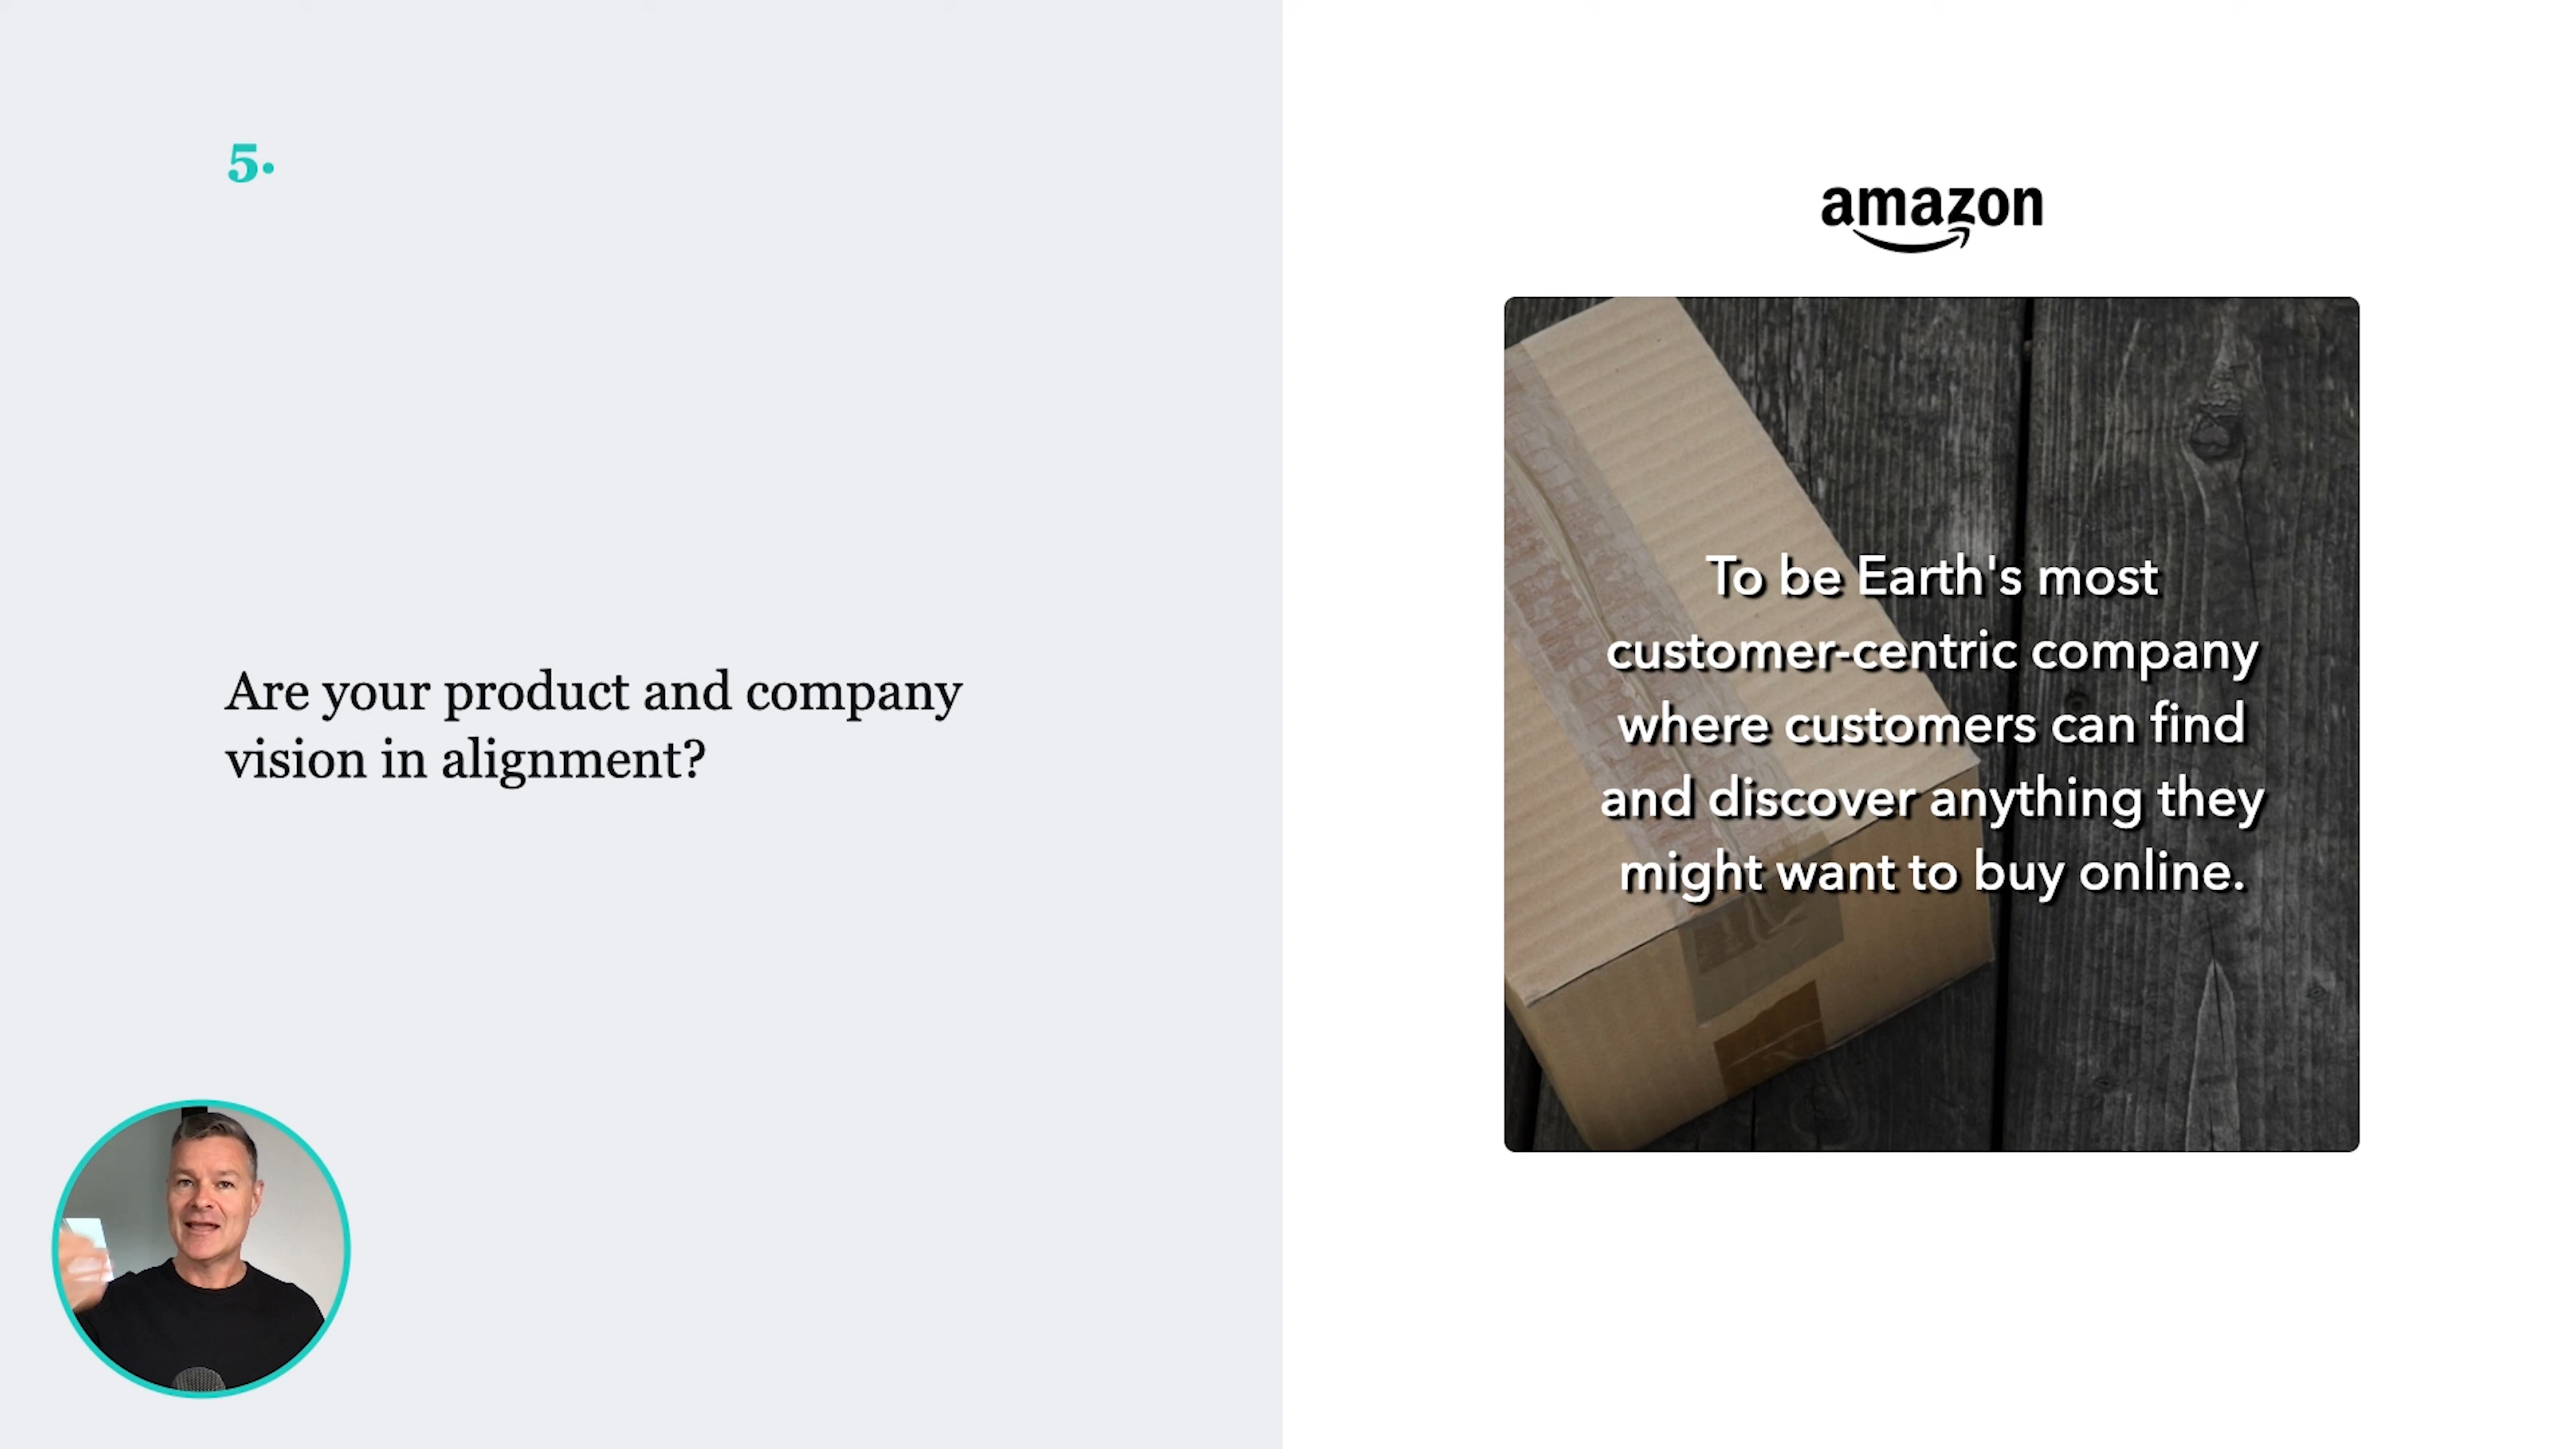 5.
Are your product and company
vision in alignment?
amazon
To be Earth's most
customer-centric company
where customers can find
and discover anything they
might want to buy online.